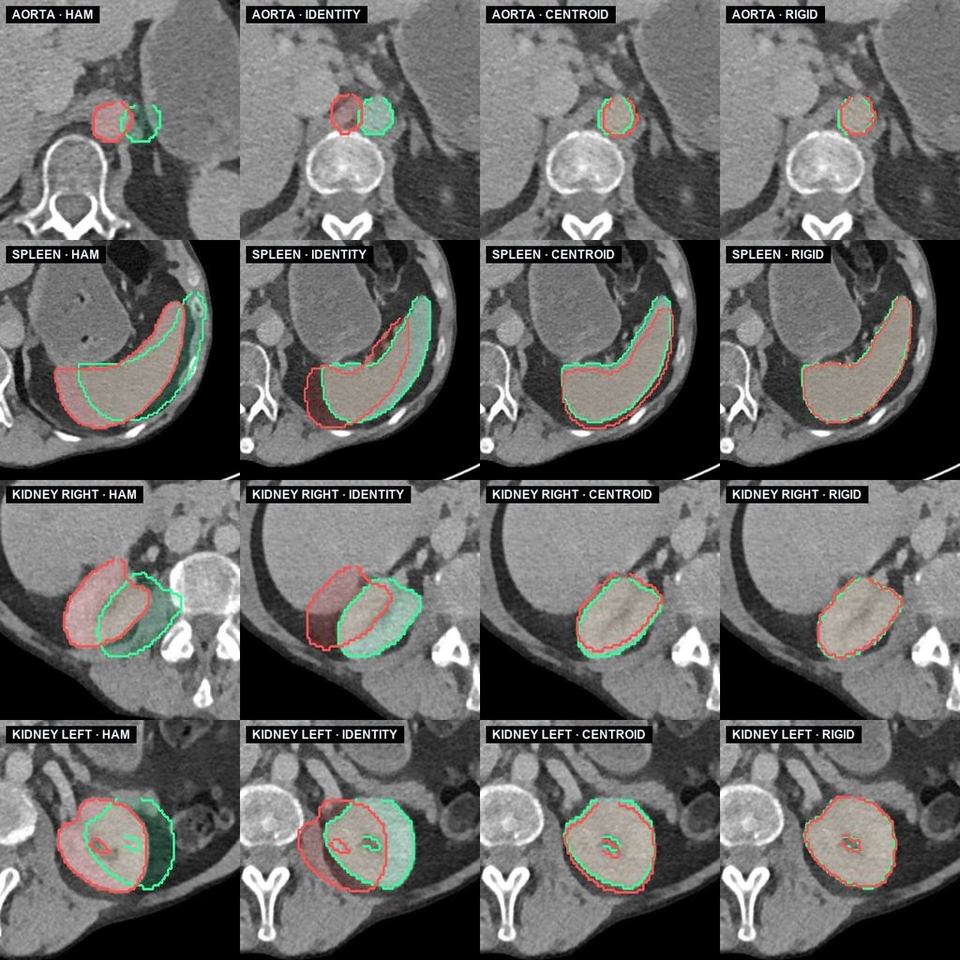 AORTA · HAM
AORTA · IDENTITY
AORTA · CENTROID
AORTA · RIGID
SPLEEN · HAM
SPLEEN · IDENTITY
SPLEEN · CENTROID
SPLEEN · RIGID
KIDNEY RIGHT · HAM
KIDNEY RIGHT · IDENTITY
KIDNEY RIGHT · CENTROID
KIDNEY RIGHT · RIGID
KIDNEY LEFT · HAM
KIDNEY LEFT · IDENTITY
KIDNEY LEFT · CENTROID
KIDNEY LEFT · RIGID